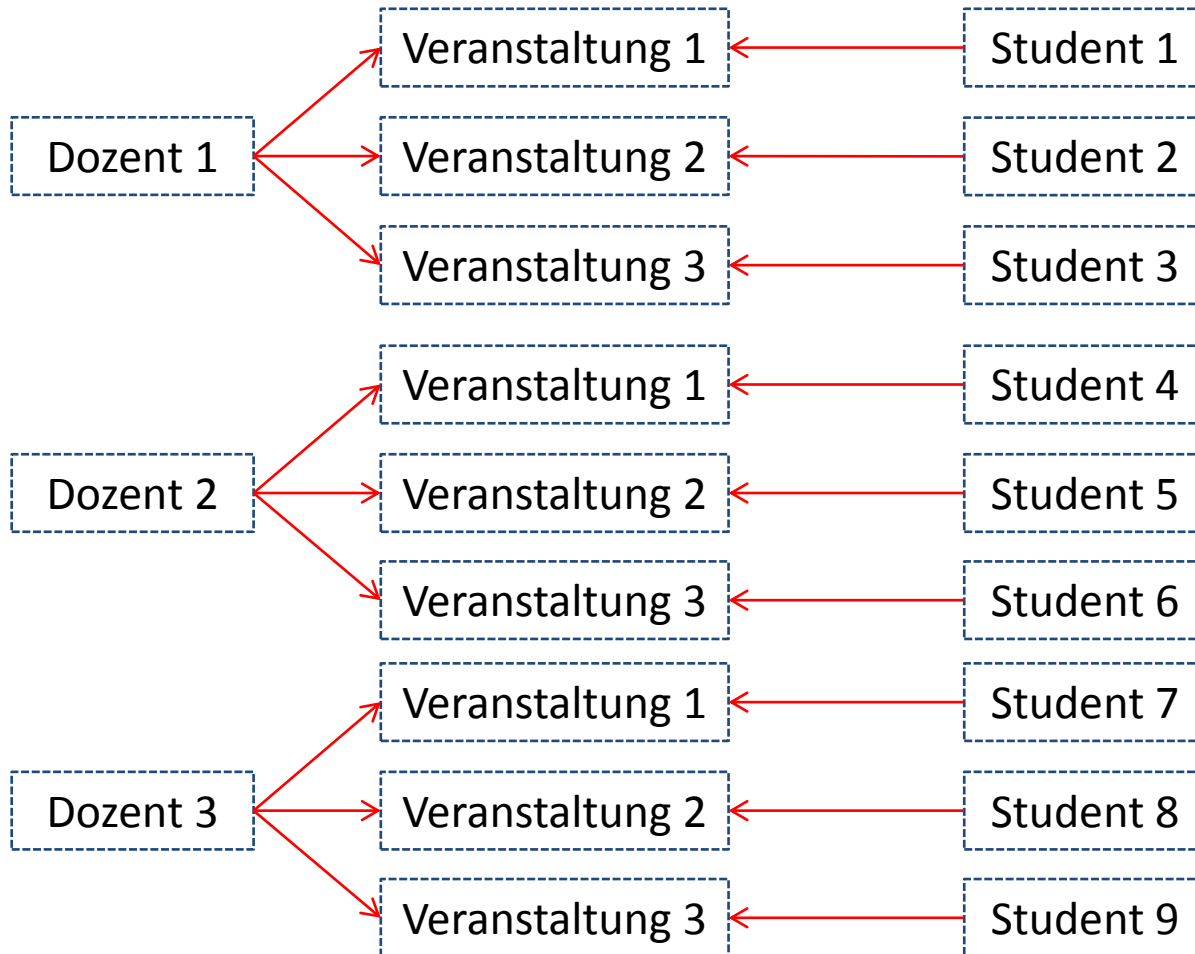 Veranstaltung 1
Student 1
Dozent 1
Veranstaltung 2
Student 2
Veranstaltung 3
Student 3
Veranstaltung 1
Student 4
Dozent 2
Veranstaltung 2
Student 5
Veranstaltung 3
Student 6
Veranstaltung 1
Student 7
Dozent 3
Veranstaltung 2
Student 8
Veranstaltung 3
Student 9